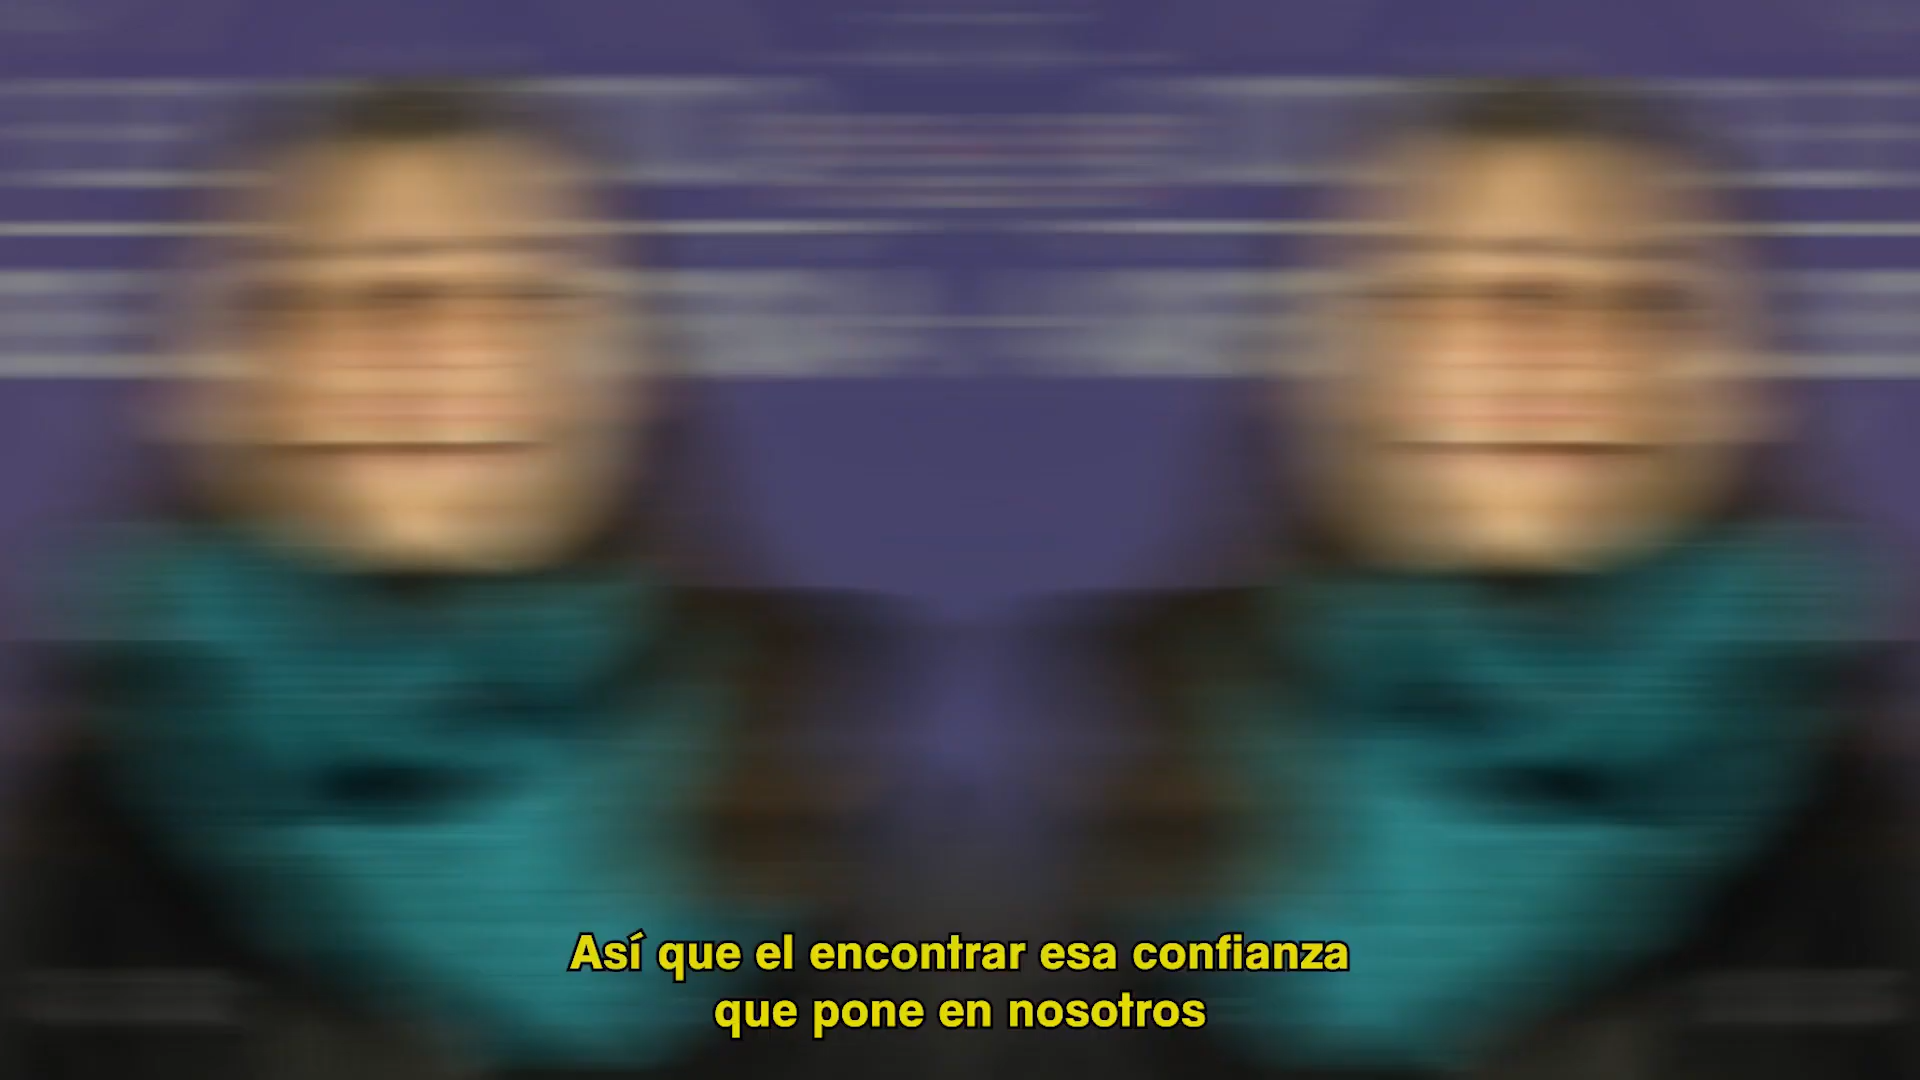 Así que el encontrar esa confianza
que pone en nosotros